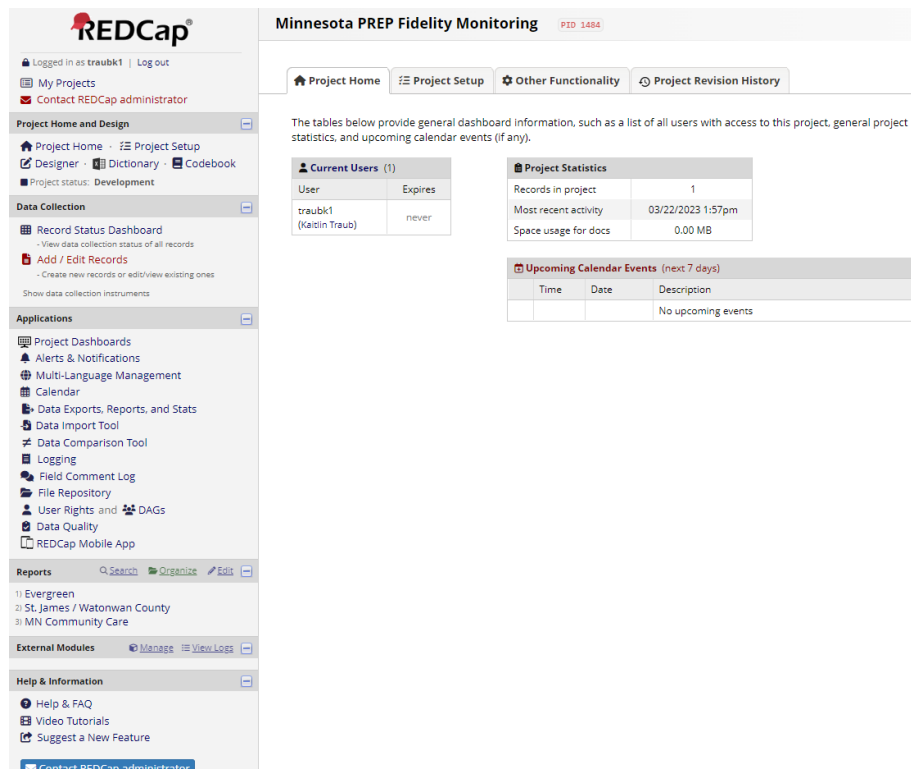 REDCap®
Logged in as traubk1 | Log out
My Projects
Contact REDCap administrator
Project Home and Design
Project Home · Project Setup
Designer · Dictionary · Codebook
Project status: Development
Data Collection
Record Status Dashboard
- View data collection status of all records
Add / Edit Records
- Create new records or edit/view existing ones
Show data collection instruments
Applications
Project Dashboards
Alerts & Notifications
Multi-Language Management
Calendar
Data Exports, Reports, and Stats
Data Import Tool
Data Comparison Tool
Logging
Field Comment Log
File Repository
User Rights and DAGs
Data Quality
REDCap Mobile App
Reports Search Organize Edit
1) Evergreen
2) St. James / Watonwan County
3) MN Community Care
External Modules Manage View Logs
Help & Information
Help & FAQ
Video Tutorials
Suggest a New Feature
Contact REDCap administrator
Minnesota PREP Fidelity Monitoring PID 1484
Project Home Project Setup Other Functionality Project Revision History
The tables below provide general dashboard information, such as a list of all users with access to this project, general project
statistics, and upcoming calendar events (if any).
Current Users (1)
User Expires
traubk1
(Kaitlin Traub) never
Project Statistics
Records in project 1
Most recent activity 03/22/2023 1:57pm
Space usage for docs 0.00 MB
Upcoming Calendar Events (next 7 days)
Time Date Description
No upcoming events